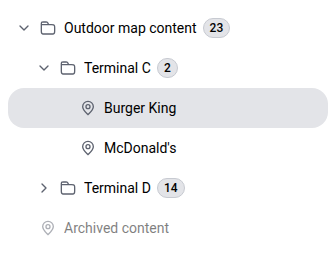 Outdoor map content 23
Terminal C 2
Burger King
McDonald's
Terminal D 14
Archived content